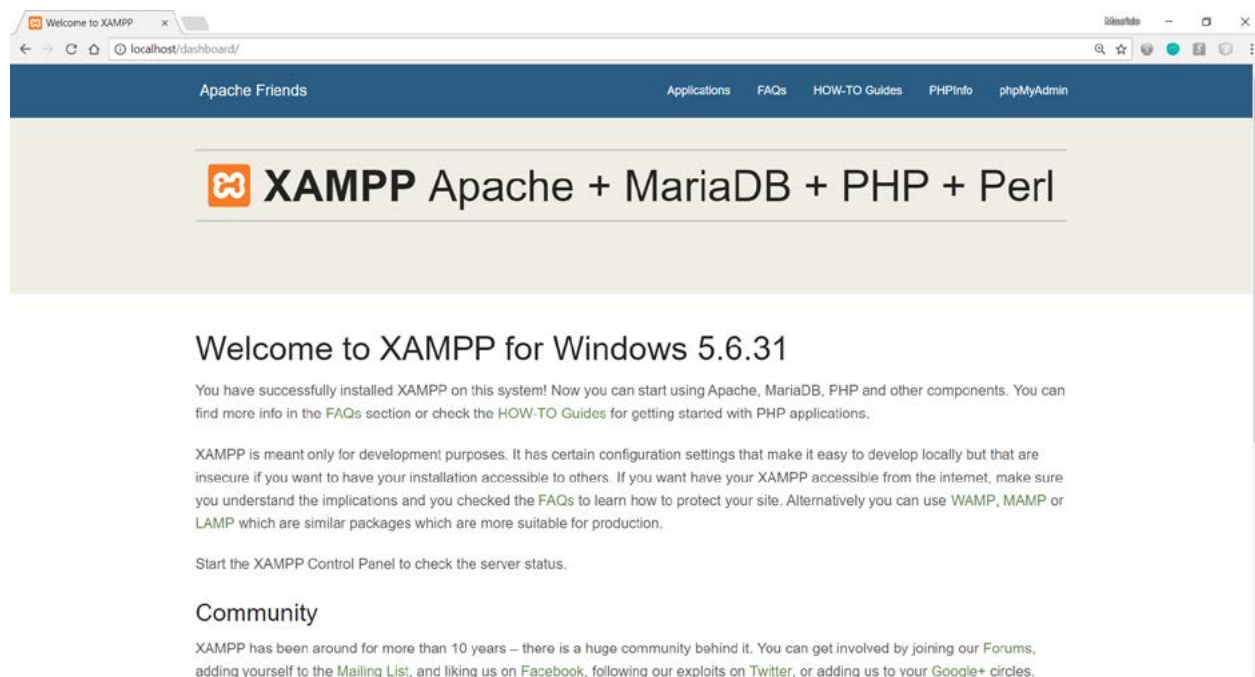 Welcome to XAMPP
localhost/dashboard/
Apache Friends
Applications FAQs HOW-TO Guides PHPInfo phpMyAdmin
XAMPP Apache + MariaDB + PHP + Perl
Welcome to XAMPP for Windows 5.6.31
You have successfully installed XAMPP on this system! Now you can start using Apache, MariaDB, PHP and other components. You can
find more info in the FAQs section or check the HOW-TO Guides for getting started with PHP applications.
XAMPP is meant only for development purposes. It has certain configuration settings that make it easy to develop locally but that are
insecure if you want to have your installation accessible to others. If you want have your XAMPP accessible from the internet, make sure
you understand the implications and you checked the FAQs to learn how to protect your site. Alternatively you can use WAMP, MAMP or
LAMP which are similar packages which are more suitable for production.
Start the XAMPP Control Panel to check the server status.
Community
XAMPP has been around for more than 10 years – there is a huge community behind it. You can get involved by joining our Forums,
adding yourself to the Mailing List, and liking us on Facebook, following our exploits on Twitter, or adding us to your Google+ circles.